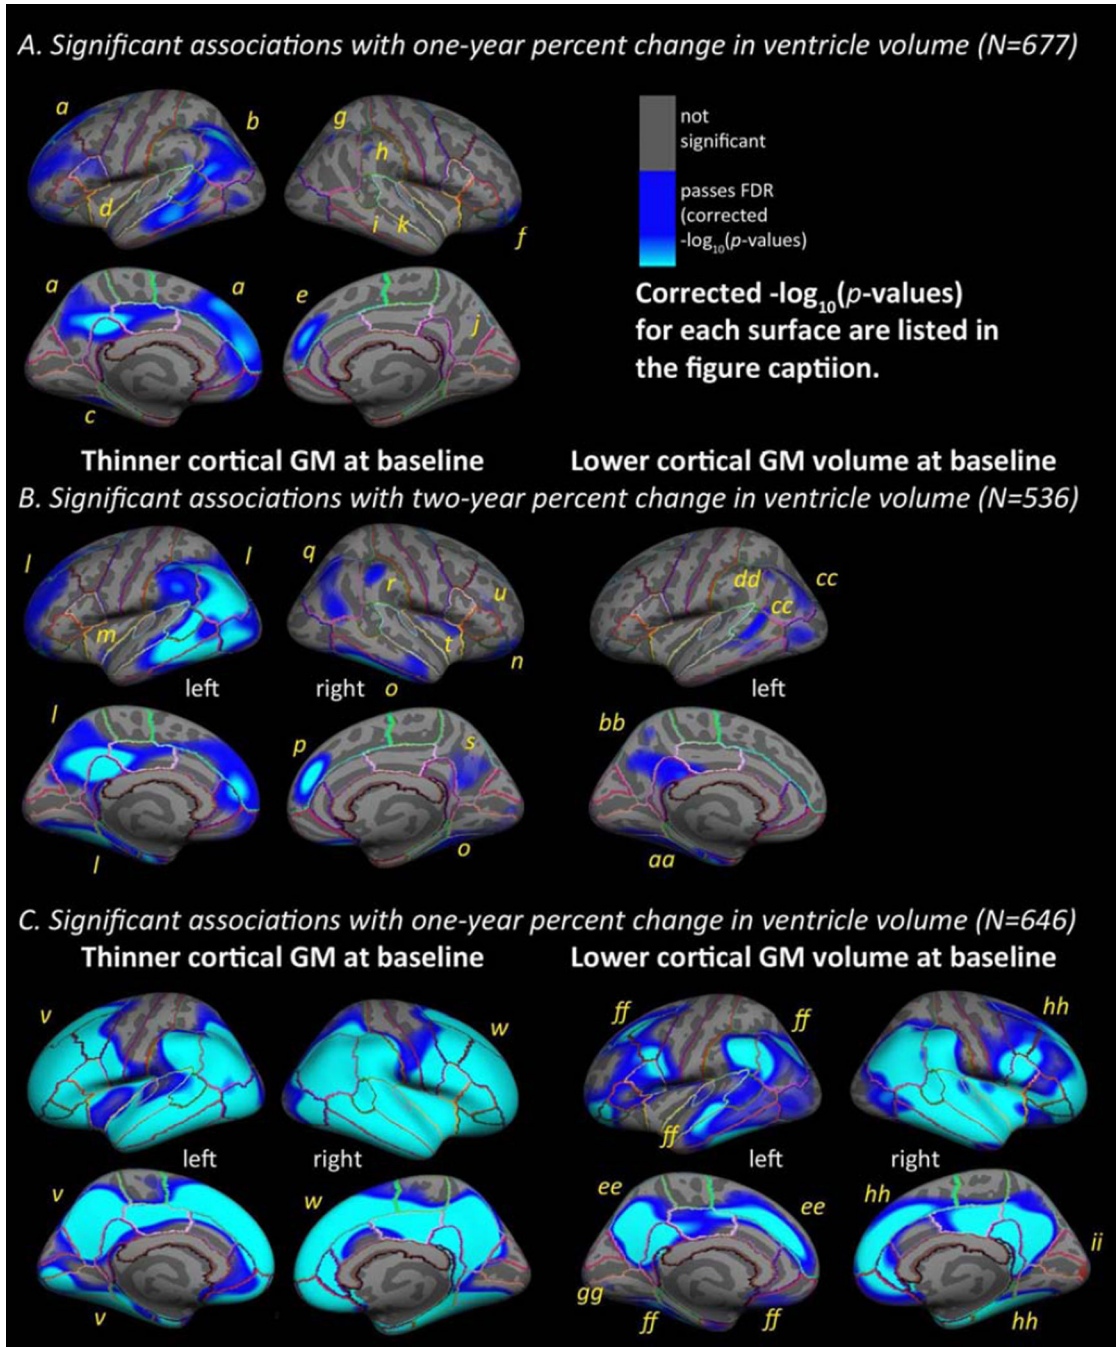 A. Significant associations with one-year percent change in ventricle volume (N=677)
a
b
g
h
d
i
k
f
not
significant
passes FDR
(corrected
-log10(p-values)
a
a
e
j
c
Corrected -log10(p-values)
for each surface are listed in
the figure captiion.
Thinner cortical GM at baseline
Lower cortical GM volume at baseline
B. Significant associations with two-year percent change in ventricle volume (N=536)
l
l
q
r
u
m
t
n
o
dd
cc
cc
left
right
left
l
p
s
bb
l
o
aa
C. Significant associations with one-year percent change in ventricle volume (N=646)
Thinner cortical GM at baseline
Lower cortical GM volume at baseline
v
w
ff
ff
hh
ff
left
right
left
right
v
w
ee
ee
hh
ii
v
gg
ff
ff
hh